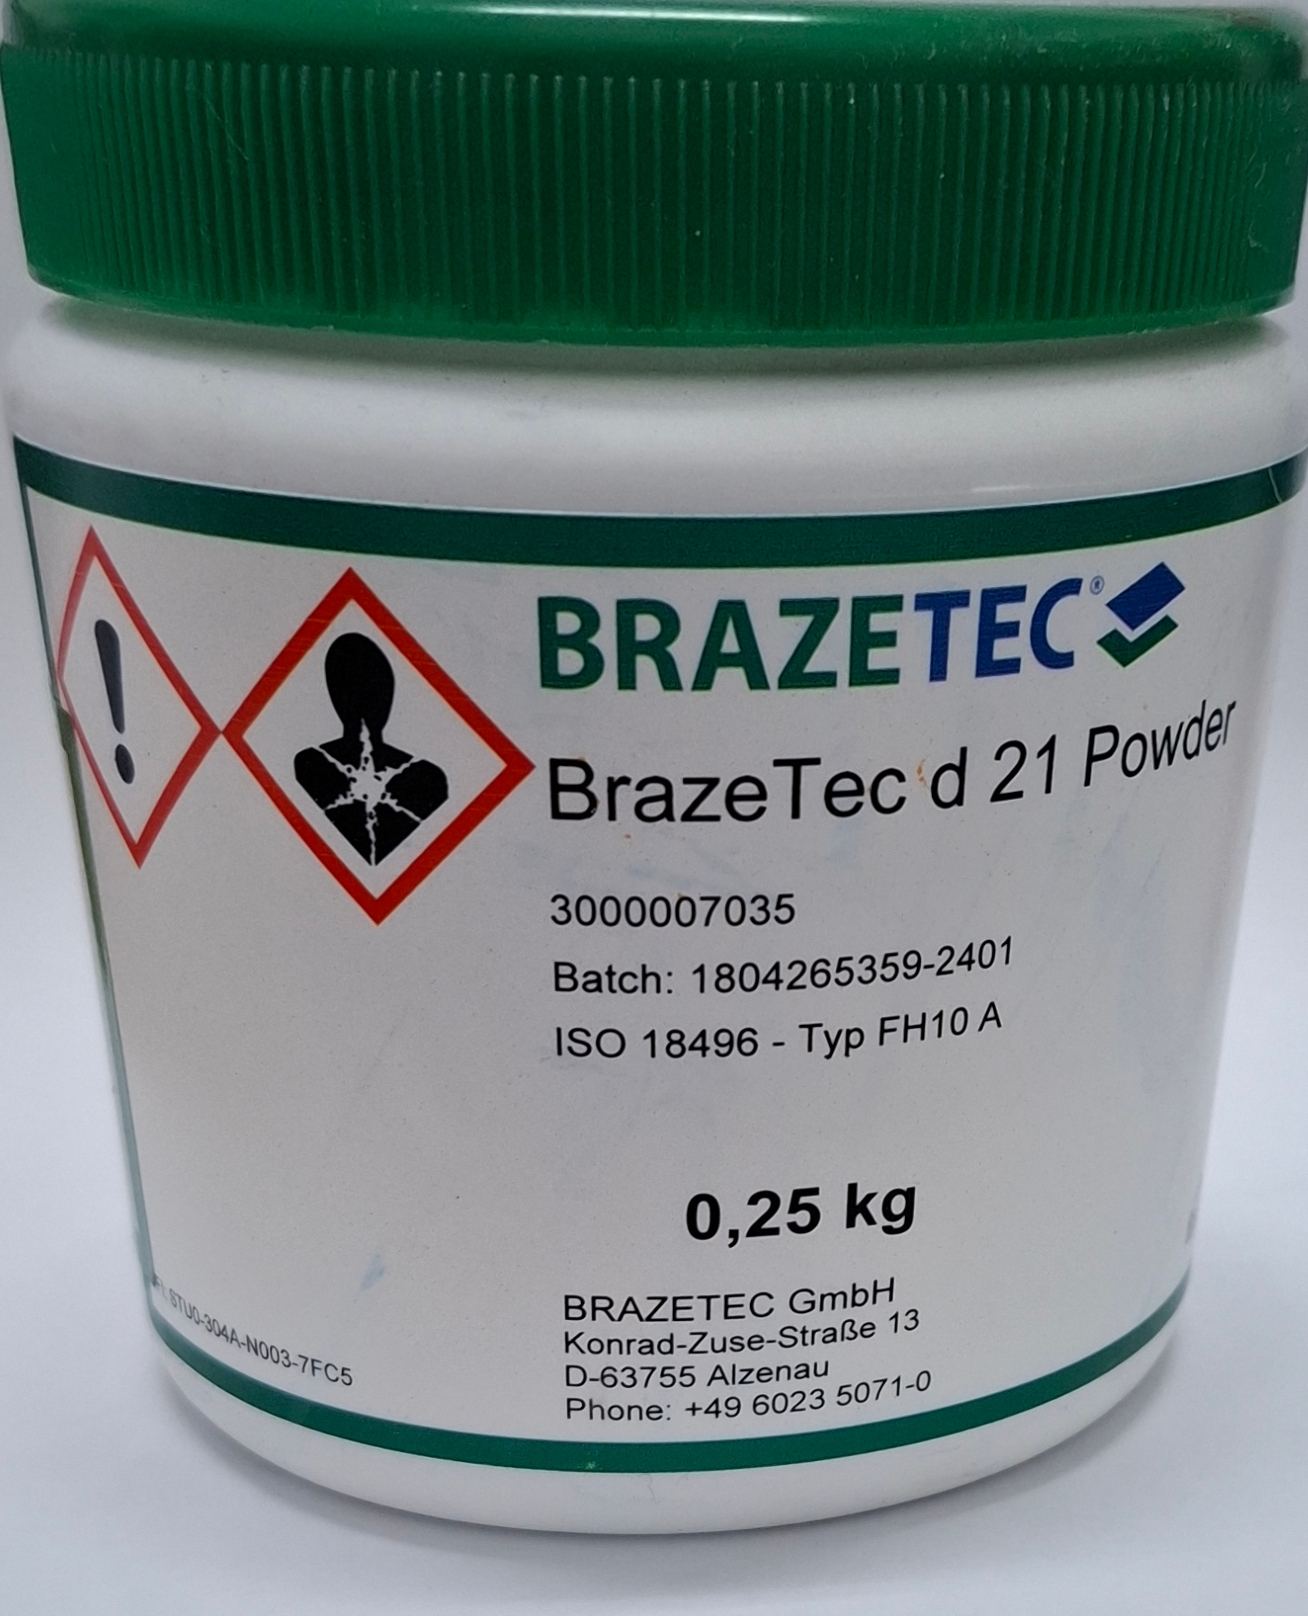 BRAZETEC®
BrazeTec d 21 Powder
3000007035
Batch: 1804265359-2401
ISO 18496 - Typ FH10 A
0,25 kg
BRAZETEC GmbH
Konrad-Zuse-Straße 13
D-63755 Alzenau
Phone: +49 6023 5071-0
STU0-304A-N003-7FC5